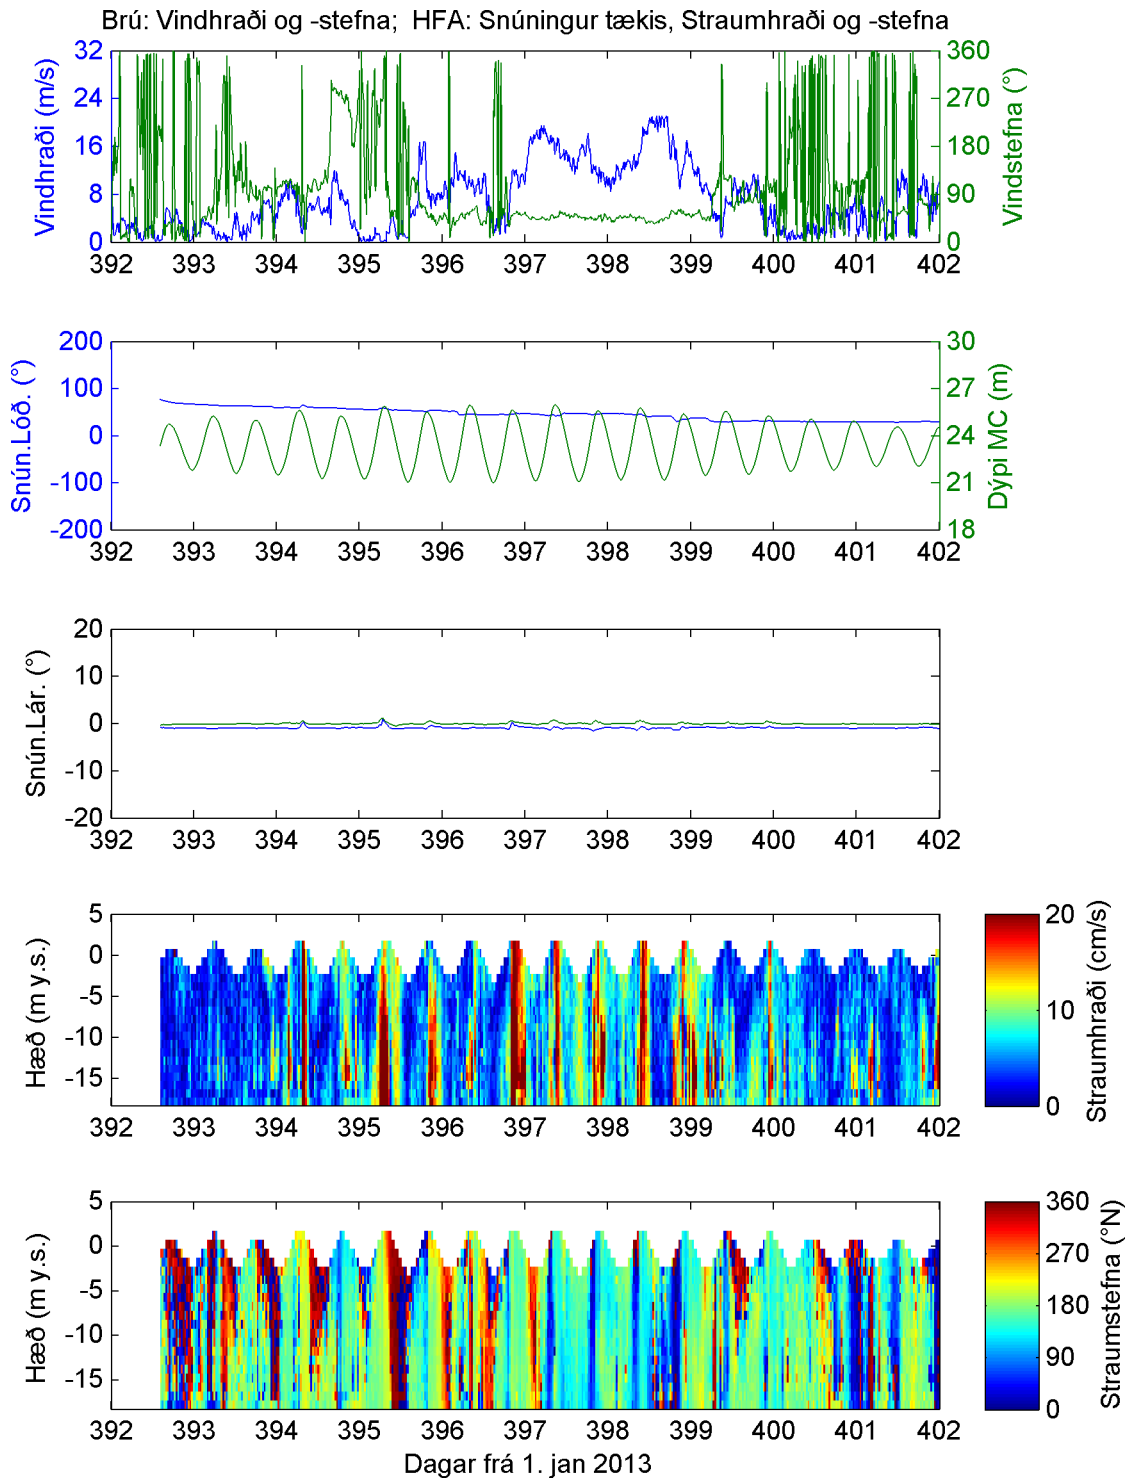 Brú: Vindhraði og -stefna;  HFA: Snúningur tækis, Straumhraði og -stefna
Vindhraði (m/s)
32
24
16
8
0
360
270
180
90
0
Vindstefna (°)
392 393 394 395 396 397 398 399 400 401 402
Snún.Lóð. (°)
200
100
0
-100
-200
30
27
24
21
18
Dýpi MC (m)
392 393 394 395 396 397 398 399 400 401 402
Snún.Lár. (°)
20
10
0
-10
-20
392 393 394 395 396 397 398 399 400 401 402
Hæð (m y.s.)
5
0
-5
-10
-15
392 393 394 395 396 397 398 399 400 401 402
20
10
0
Straumhraði (cm/s)
Hæð (m y.s.)
5
0
-5
-10
-15
392 393 394 395 396 397 398 399 400 401 402
360
270
180
90
0
Straumstefna (°N)
Dagar frá 1. jan 2013